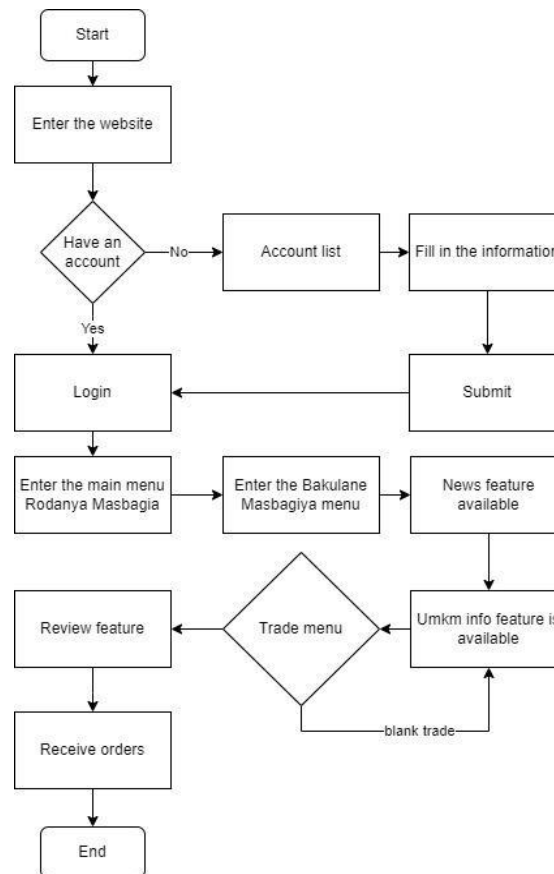 Start
Enter the website
Have an
account
No
Account list
Fill in the information
Yes
Login
Submit
Enter the main menu
Rodanya Masbagia
Enter the Bakulane
Masbagiya menu
News feature
available
Review feature
Trade menu
Umkm info feature is
available
blank trade
Receive orders
End